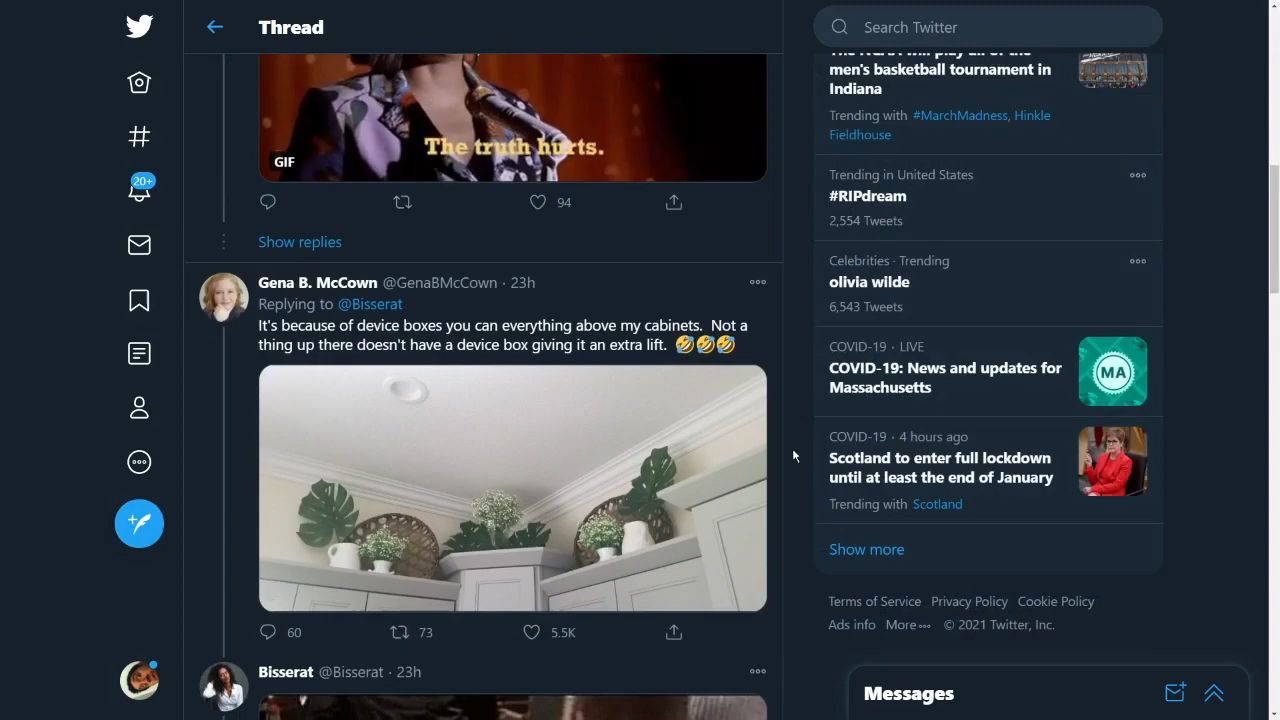 Thread
Search Twitter
The NCAA will play all of the
men's basketball tournament in
Indiana
Trending with #MarchMadness, Hinkle
Fieldhouse
The truth hurts.
GIF
94
Show replies
Trending in United States
#RIPdream
2,554 Tweets
20+
Gena B. McCown @GenaBMcCown · 23h
Replying to @Bisserat
It's because of device boxes you can everything above my cabinets. Not a
thing up there doesn't have a device box giving it an extra lift. 🤣🤣🤣
60
73
5.5K
Bisserat @Bisserat · 23h
Celebrities · Trending
olivia wilde
6,543 Tweets
COVID-19 · LIVE
COVID-19: News and updates for
Massachusetts
MA
COVID-19 · 4 hours ago
Scotland to enter full lockdown
until at least the end of January
Trending with Scotland
Show more
Terms of Service Privacy Policy Cookie Policy
Ads info More © 2021 Twitter, Inc.
Messages